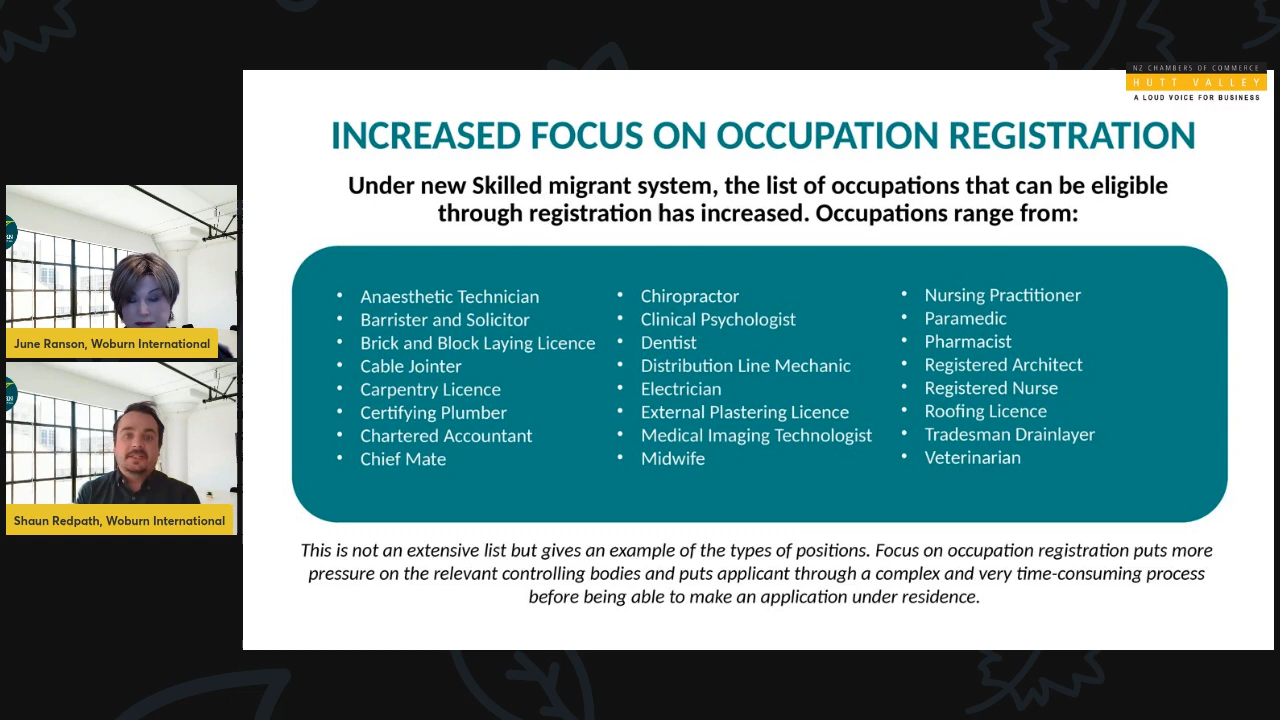 NZ CHAMBERS OF COMMERCE
HUTT VALLEY
A LOUD VOICE FOR BUSINESS
INCREASED FOCUS ON OCCUPATION REGISTRATION
Under new Skilled migrant system, the list of occupations that can be eligible
through registration has increased. Occupations range from:
• Anaesthetic Technician
• Barrister and Solicitor
• Brick and Block Laying Licence
• Cable Jointer
• Carpentry Licence
• Certifying Plumber
• Chartered Accountant
• Chief Mate
• Chiropractor
• Clinical Psychologist
• Dentist
• Distribution Line Mechanic
• Electrician
• External Plastering Licence
• Medical Imaging Technologist
• Midwife
• Nursing Practitioner
• Paramedic
• Pharmacist
• Registered Architect
• Registered Nurse
• Roofing Licence
• Tradesman Drainlayer
• Veterinarian
This is not an extensive list but gives an example of the types of positions. Focus on occupation registration puts more
pressure on the relevant controlling bodies and puts applicant through a complex and very time-consuming process
before being able to make an application under residence.
June Ranson, Woburn International
Shaun Redpath, Woburn International